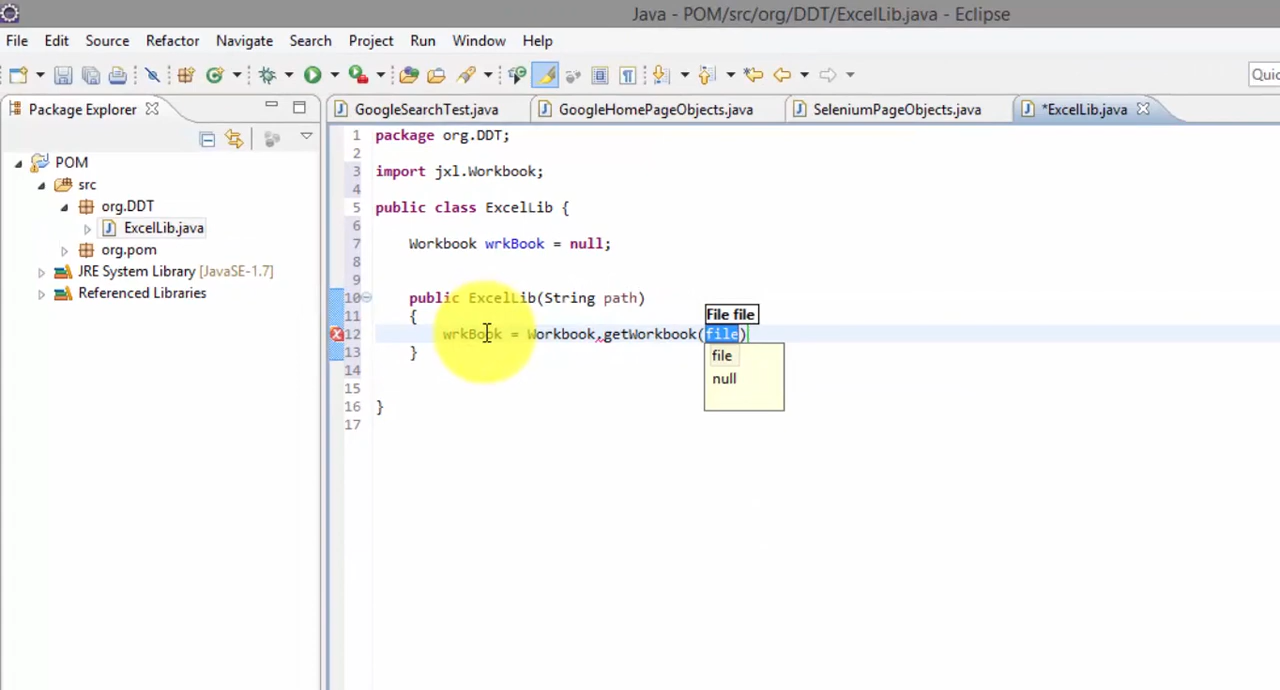 Java - POM/src/org/DDT/ExcelLib.java - Eclipse
File Edit Source Refactor Navigate Search Project Run Window Help
Quic
Package Explorer GoogleSearchTest.java GoogleHomePageObjects.java SeleniumPageObjects.java *ExcelLib.java
POM
src
org.DDT
ExcelLib.java
org.pom
JRE System Library [JavaSE-1.7]
Referenced Libraries
1 package org.DDT;
2
3 import jxl.Workbook;
4
5 public class ExcelLib {
6
7 Workbook wrkBook = null;
8
9
10 public ExcelLib(String path)
11 {
File file
12 wrkBook = Workbook.getWorkbook(file)
13 }
file
14
null
15
16 }
17